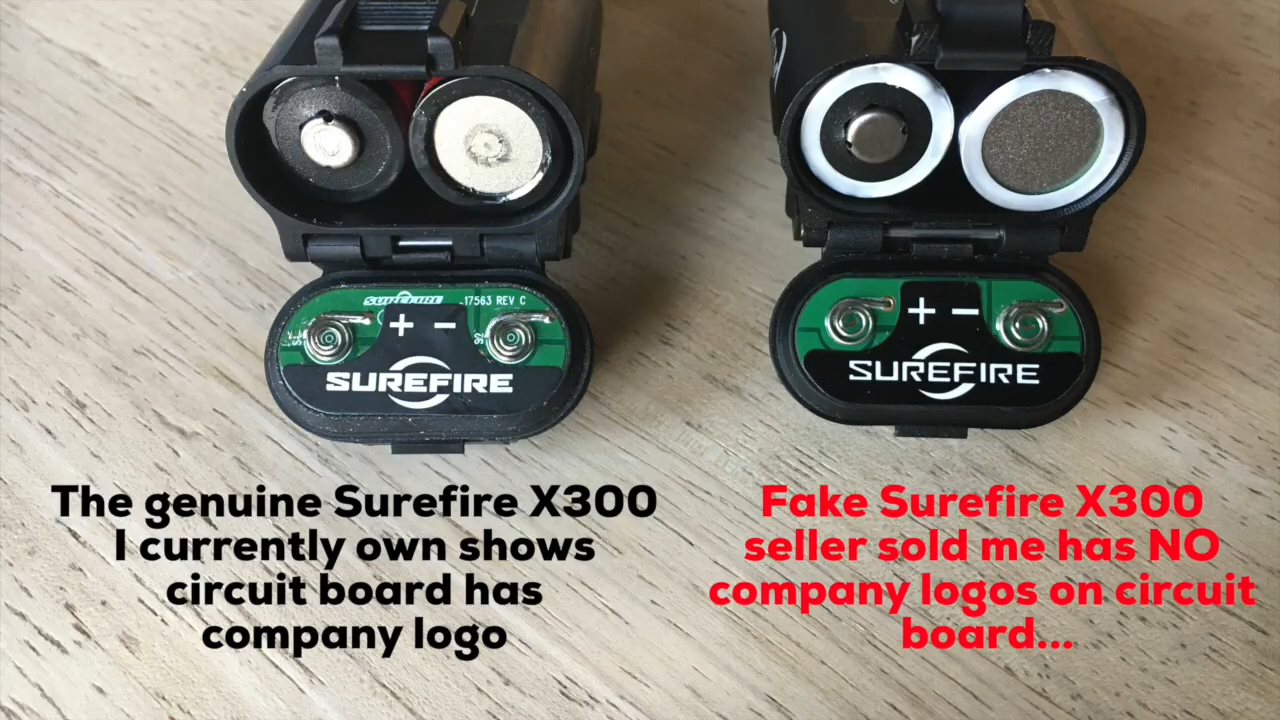 SUREFIRE 17563 REV C
+ −
SUREFIRE
+ −
SUREFIRE
The genuine Surefire X300
I currently own shows
circuit board has
company logo
Fake Surefire X300
seller sold me has NO
company logos on circuit
board...